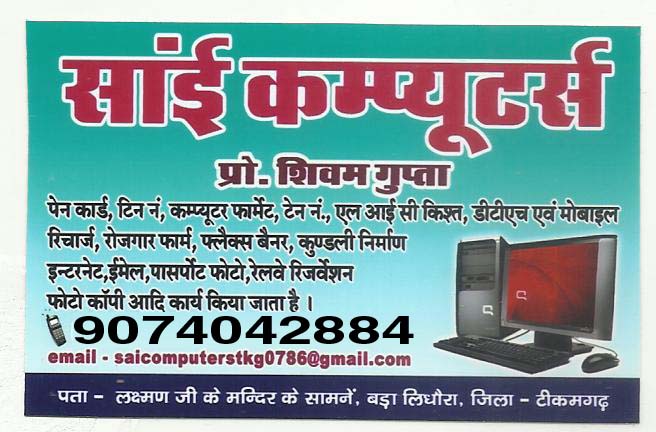 सांई कम्प्यूटर्स
प्रो. शिवम गुप्ता
पेन कार्ड, टिन नं, कम्प्यूटर फार्मेट, टेन नं., एल आई सी किश्त, डीटीएच एवं मोबाइल
रिचार्ज, रोजगार फार्म, फ्लैक्स बैनर, कुण्डली निर्माण
इन्टरनेट,ईमेल,पासर्पोट फोटो,रेलवे रिजर्वेशन
फोटो कॉपी आदि कार्य किया जाता है ।
9074042884
email - saicomputerstkg0786@gmail.com
पता - लक्ष्मण जी के मन्दिर के सामनें, बड़ा लिधौरा, जिला - टीकमगढ़